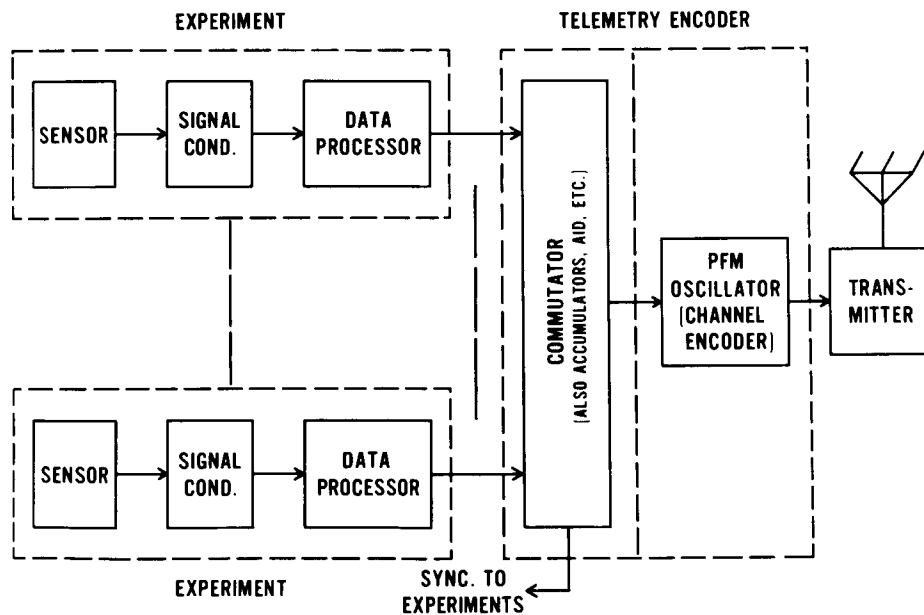 EXPERIMENT
TELEMETRY ENCODER
SENSOR
SIGNAL
COND.
DATA
PROCESSOR
COMMUTATOR
(ALSO ACCUMULATORS, AID, ETC.)
PFM
OSCILLATOR
(CHANNEL
ENCODER)
TRANS-
MITTER
SENSOR
SIGNAL
COND.
DATA
PROCESSOR
EXPERIMENT
SYNC. TO
EXPERIMENTS